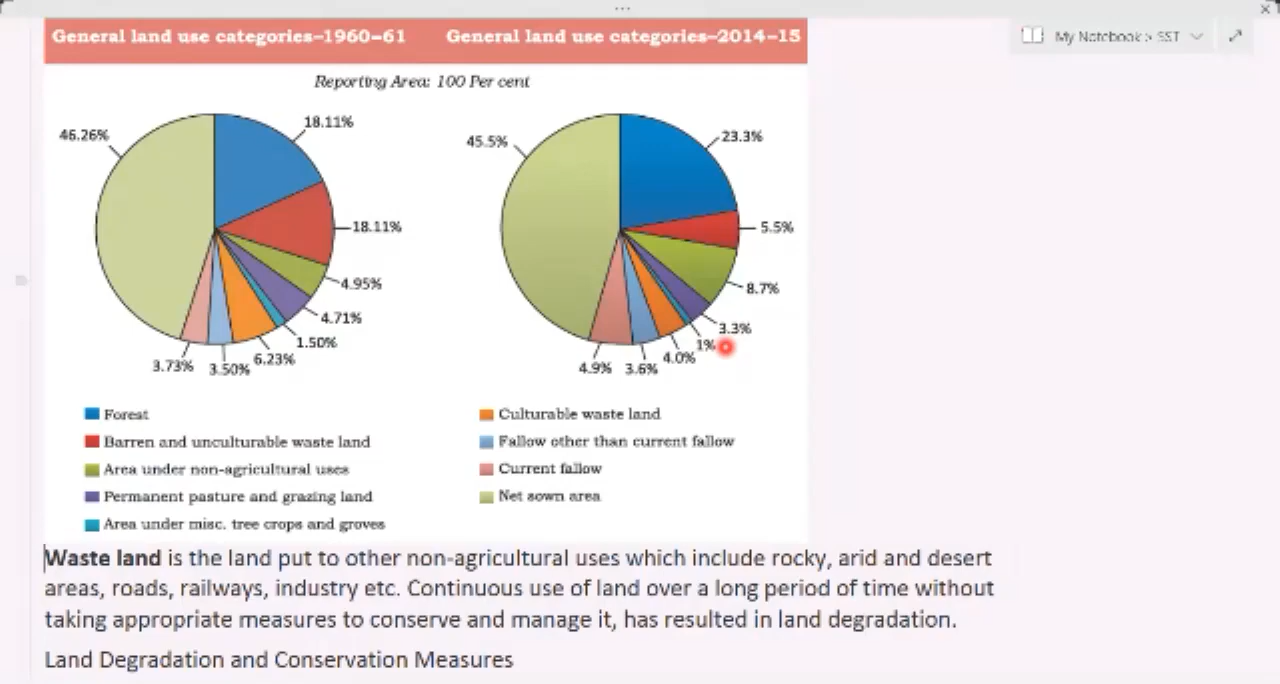 General land use categories–1960–61 General land use categories–2014–15
My Notebook > SST
Reporting Area: 100 Per cent
46.26%
18.11%
18.11%
4.95%
4.71%
1.50%
6.23%
3.50%
3.73%
45.5%
23.3%
5.5%
8.7%
3.3%
1%
4.0%
3.6%
4.9%
Forest
Barren and unculturable waste land
Area under non-agricultural uses
Permanent pasture and grazing land
Area under misc. tree crops and groves
Culturable waste land
Fallow other than current fallow
Current fallow
Net sown area
Waste land is the land put to other non-agricultural uses which include rocky, arid and desert
areas, roads, railways, industry etc. Continuous use of land over a long period of time without
taking appropriate measures to conserve and manage it, has resulted in land degradation.
Land Degradation and Conservation Measures